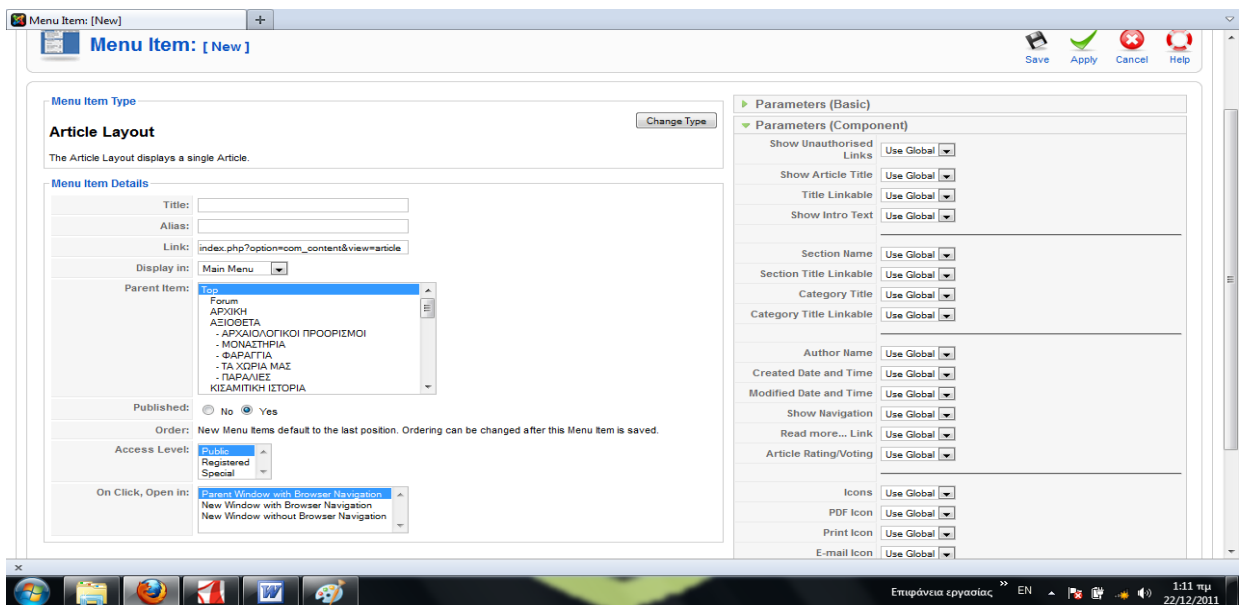 Menu Item: [New]
Menu Item: [ New ]
Save
Apply
Cancel
Help
Menu Item Type
Article Layout
Change Type
The Article Layout displays a single Article.
Menu Item Details
Title:
Alias:
Link: index.php?option=com_content&view=article
Display in: Main Menu
Parent Item: Top
Forum
ΑΡΧΙΚΗ
ΑΞΙΟΘΕΤΑ
- ΑΡΧΑΙΟΛΟΓΙΚΟΙ ΠΡΟΟΡΙΣΜΟΙ
- ΜΟΝΑΣΤΗΡΙΑ
- ΦΑΡΑΓΓΙΑ
- ΤΑ ΧΩΡΙΑ ΜΑΣ
- ΠΑΡΑΛΙΕΣ
ΚΙΣΑΜΙΤΙΚΗ ΙΣΤΟΡΙΑ
Published: No Yes
Order: New Menu Items default to the last position. Ordering can be changed after this Menu Item is saved.
Access Level: Public
Registered
Special
On Click, Open in: Parent Window with Browser Navigation
New Window with Browser Navigation
New Window without Browser Navigation
Parameters (Basic)
Parameters (Component)
Show Unauthorised
Links Use Global
Show Article Title Use Global
Title Linkable Use Global
Show Intro Text Use Global
Section Name Use Global
Section Title Linkable Use Global
Category Title Use Global
Category Title Linkable Use Global
Author Name Use Global
Created Date and Time Use Global
Modified Date and Time Use Global
Show Navigation Use Global
Read more... Link Use Global
Article Rating/Voting Use Global
Icons Use Global
PDF Icon Use Global
Print Icon Use Global
E-mail Icon Use Global
Επιφάνεια εργασίας
EN
1:11 πμ
22/12/2011